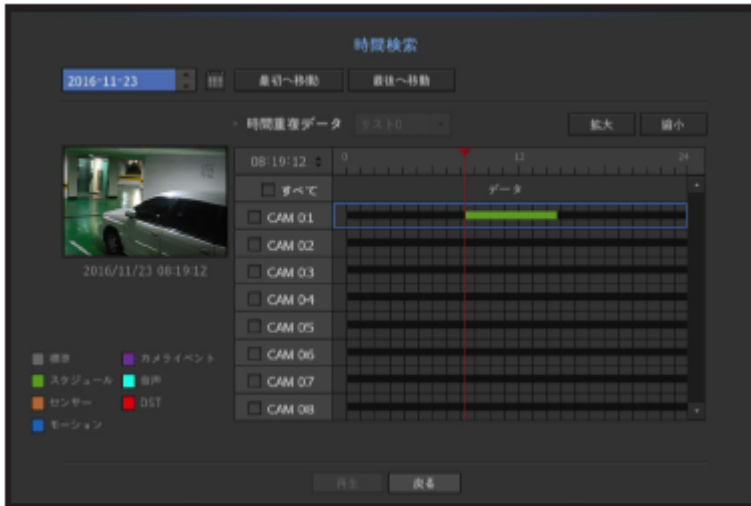 時間検索
2016-11-23 最初へ移動 最後へ移動
時間重複データ リスト0 拡大 縮小
08:19:12 0 12 24
すべて データ
CAM 01
CAM 02
CAM 03
CAM 04
CAM 05
CAM 06
CAM 07
CAM 08
2016/11/23 08:19:12
標準 カメライベント
スケジュール 音声
センサー DST
モーション
再生 戻る